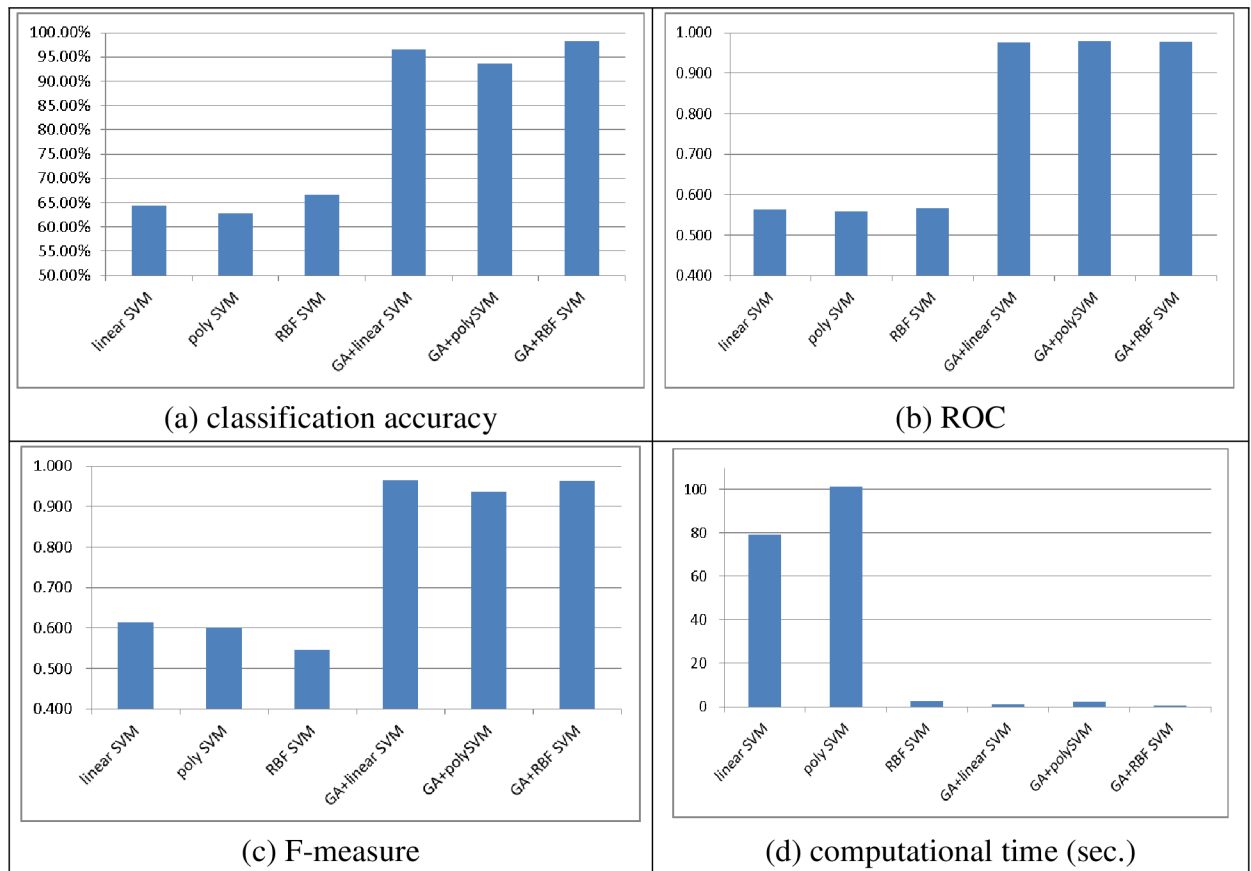 100.00%
95.00%
90.00%
85.00%
80.00%
75.00%
70.00%
65.00%
60.00%
55.00%
50.00%
linear SVM
poly SVM
RBF SVM
GA+linear SVM
GA+polySVM
GA+RBF SVM
(a) classification accuracy
1.000
0.900
0.800
0.700
0.600
0.500
0.400
linear SVM
poly SVM
RBF SVM
GA+linear SVM
GA+polySVM
GA+RBF SVM
(b) ROC
1.000
0.900
0.800
0.700
0.600
0.500
0.400
linear SVM
poly SVM
RBF SVM
GA+linear SVM
GA+polySVM
GA+RBF SVM
(c) F-measure
100
80
60
40
20
0
linear SVM
poly SVM
RBF SVM
GA+linear SVM
GA+polySVM
GA+RBF SVM
(d) computational time (sec.)